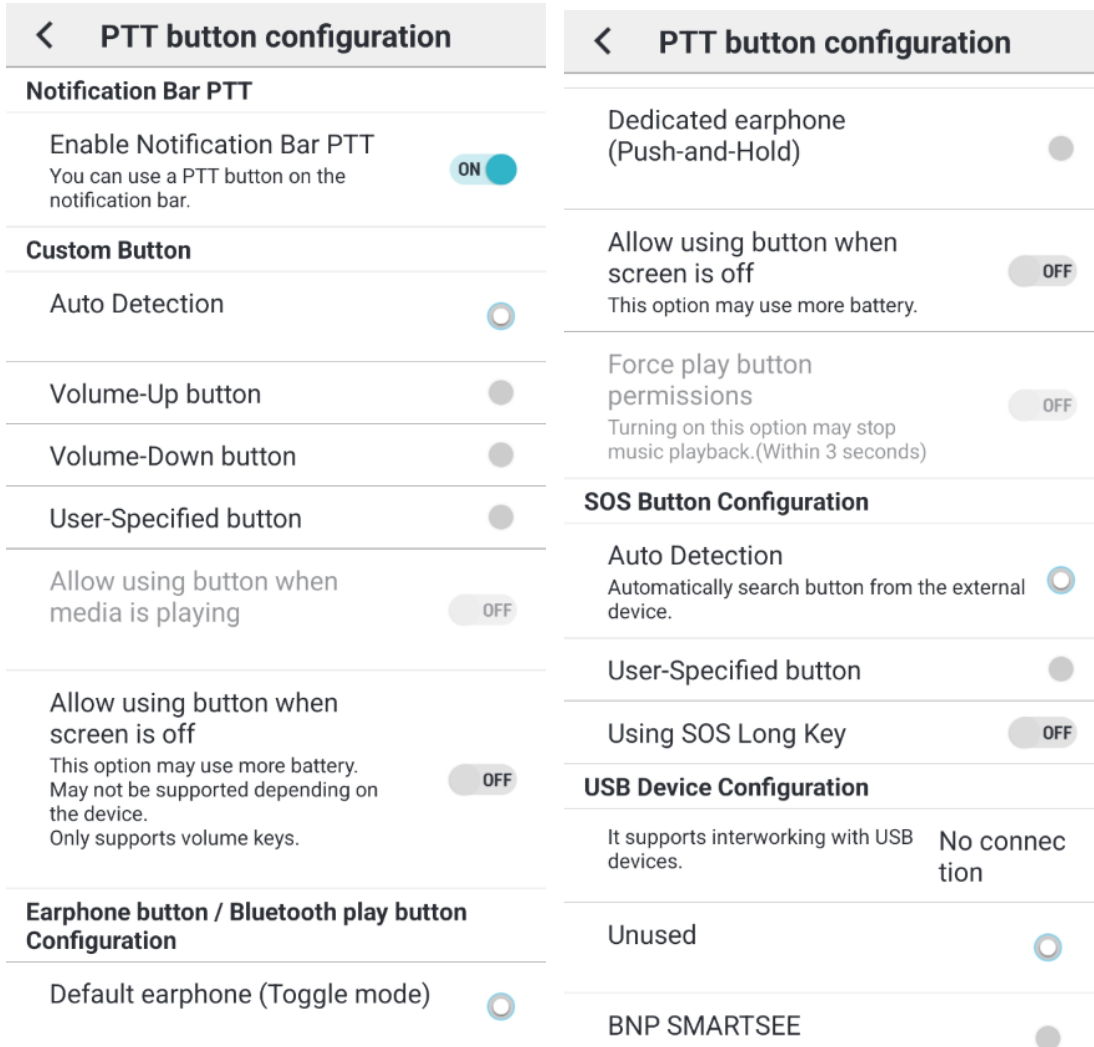 PTT button configuration
Notification Bar PTT
Enable Notification Bar PTT
You can use a PTT button on the
notification bar.
ON
Custom Button
Auto Detection
Volume-Up button
Volume-Down button
User-Specified button
Allow using button when
media is playing
OFF
Allow using button when
screen is off
This option may use more battery.
May not be supported depending on
the device.
Only supports volume keys.
OFF
Earphone button / Bluetooth play button
Configuration
Default earphone (Toggle mode)
PTT button configuration
Dedicated earphone
(Push-and-Hold)
Allow using button when
screen is off
This option may use more battery.
OFF
Force play button
permissions
Turning on this option may stop
music playback.(Within 3 seconds)
OFF
SOS Button Configuration
Auto Detection
Automatically search button from the external
device.
User-Specified button
Using SOS Long Key
OFF
USB Device Configuration
It supports interworking with USB
devices.
No connec
tion
Unused
BNP SMARTSEE